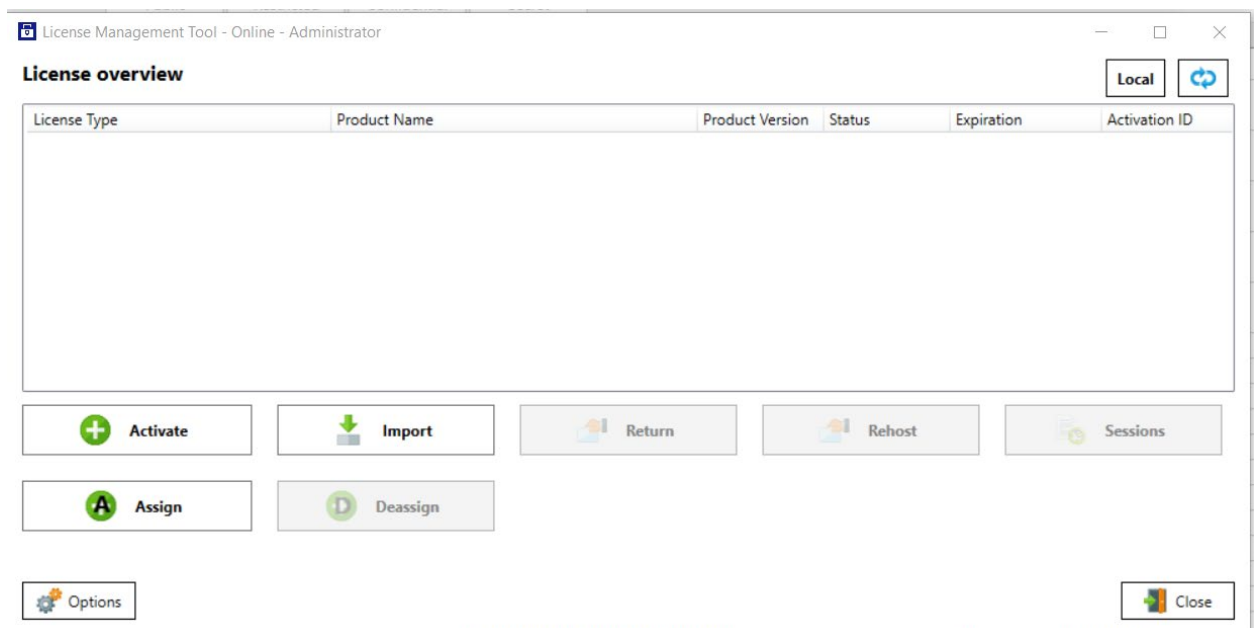 License Management Tool - Online - Administrator
License overview
Local
License Type Product Name Product Version Status Expiration Activation ID
Activate Import Return Rehost Sessions
A Assign D Deassign
Options Close